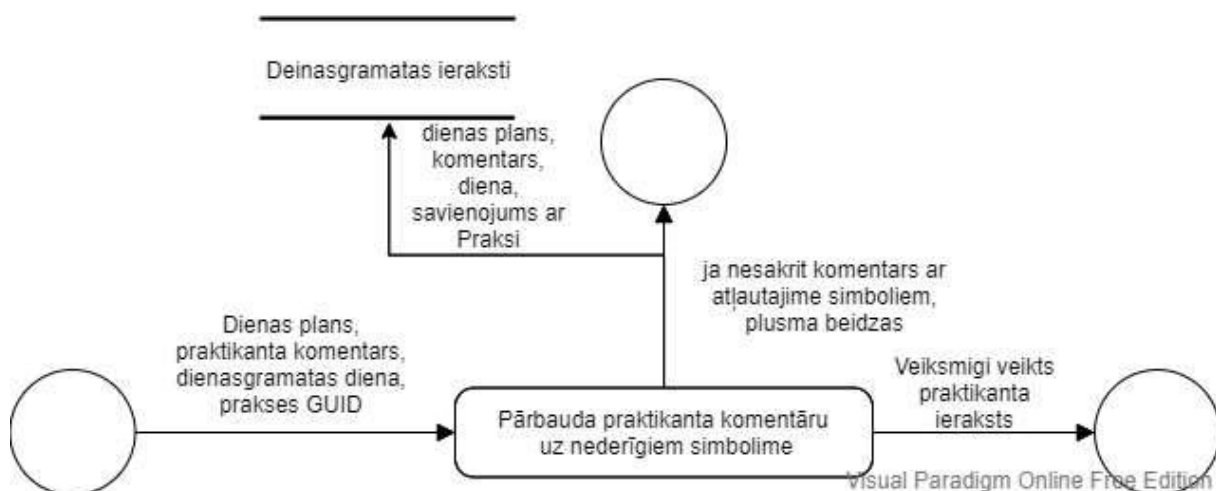 Deinasgramatas ieraksti
dienas plans,
komentars,
diena,
savienojums ar
Praksi
ja nesakrit komentars ar
atļautajime simboliem,
plusma beidzas
Dienas plans,
praktikanta komentars,
dienasgramatas diena,
prakses GUID
Pārbauda praktikanta komentāru
uz nederīgiem simbolime
Veiksmigi veikts
praktikanta
ieraksts
Visual Paradigm Online Free Edition